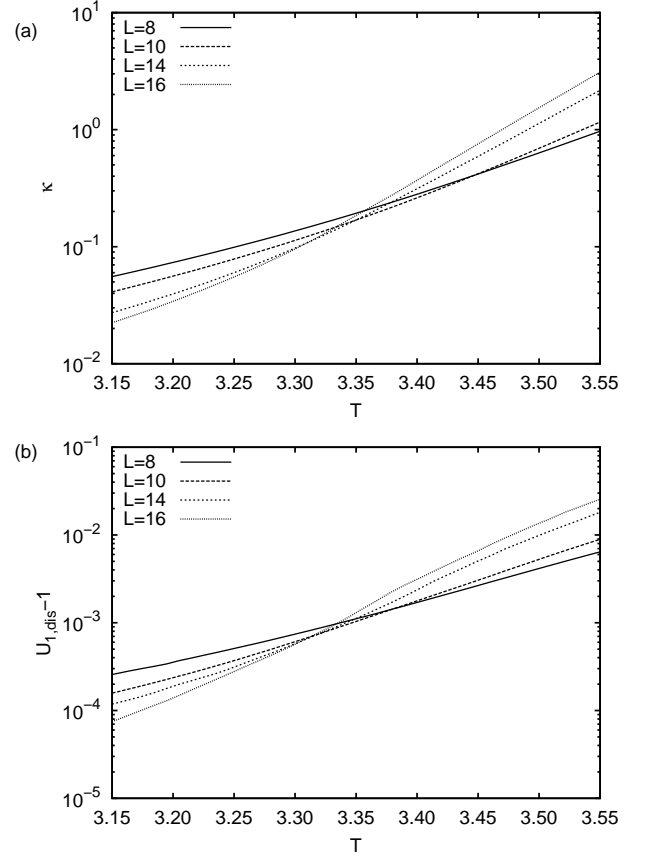 (a)
10^1
10^0
10^-1
10^-2
κ
L=8
L=10
L=14
L=16
3.15 3.20 3.25 3.30 3.35 3.40 3.45 3.50 3.55
T
(b)
10^-1
10^-2
10^-3
10^-4
10^-5
U_1,dis-1
L=8
L=10
L=14
L=16
3.15 3.20 3.25 3.30 3.35 3.40 3.45 3.50 3.55
T